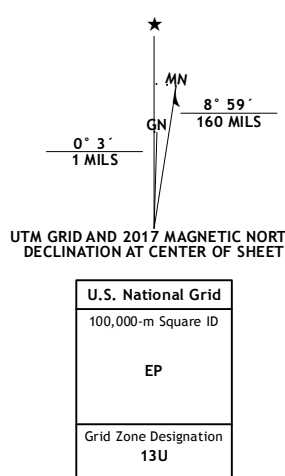 ★
MN
8° 59´
160 MILS
GN
0° 3´
1 MILS
UTM GRID AND 2017 MAGNETIC NORT
DECLINATION AT CENTER OF SHEET
U.S. National Grid
100,000-m Square ID
EP
Grid Zone Designation
13U